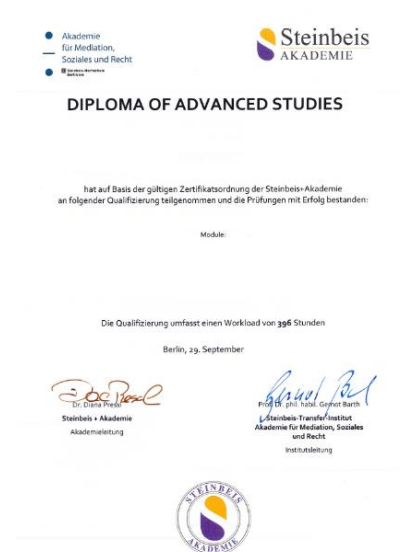 Akademie
für Mediation,
Soziales und Recht
Steinbeis
AKADEMIE
DIPLOMA OF ADVANCED STUDIES
hat auf Basis der gültigen Zertifikatsordnung der Steinbeis+Akademie
an folgender Qualifizierung teilgenommen und die Prüfungen mit Erfolg bestanden:
Module:
Die Qualifizierung umfasst einen Workload von 396 Stunden
Berlin, 29. September
Dr. Diana Pressl
Prof. Dr. phil. habil. Gernot Barth
Steinbeis + Akademie
Steinbeis-Transfer-Institut
Akademie für Mediation, Soziales
und Recht
Akademieleitung
Institutsleitung
STEINBEIS
AKADEMIE